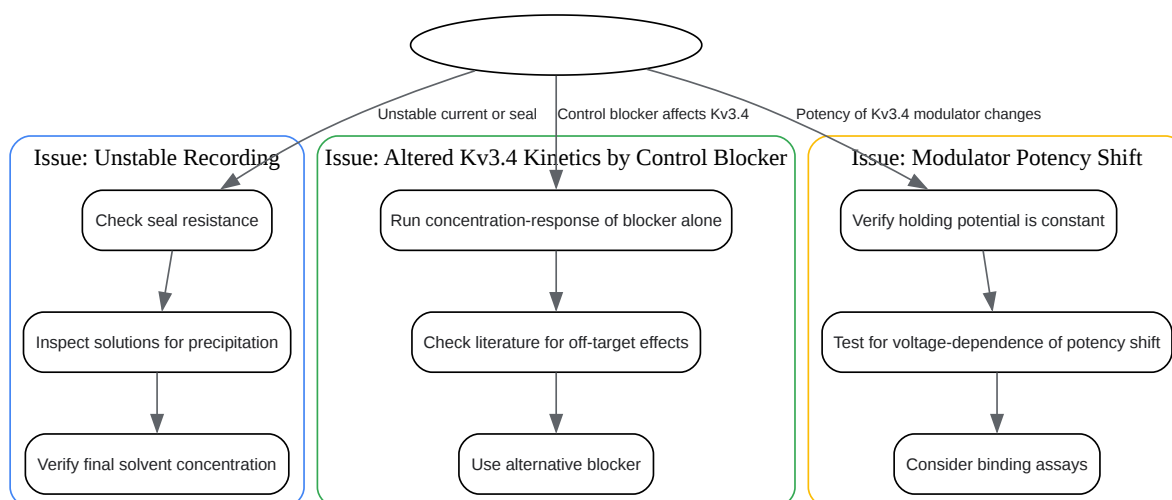 Unstable current or seal
Control blocker affects Kv3.4
Potency of Kv3.4 modulator changes
Issue: Unstable Recording
Issue: Altered Kv3.4 Kinetics by Control Blocker
Issue: Modulator Potency Shift
Check seal resistance
Run concentration-response of blocker alone
Verify holding potential is constant
Inspect solutions for precipitation
Check literature for off-target effects
Test for voltage-dependence of potency shift
Verify final solvent concentration
Use alternative blocker
Consider binding assays